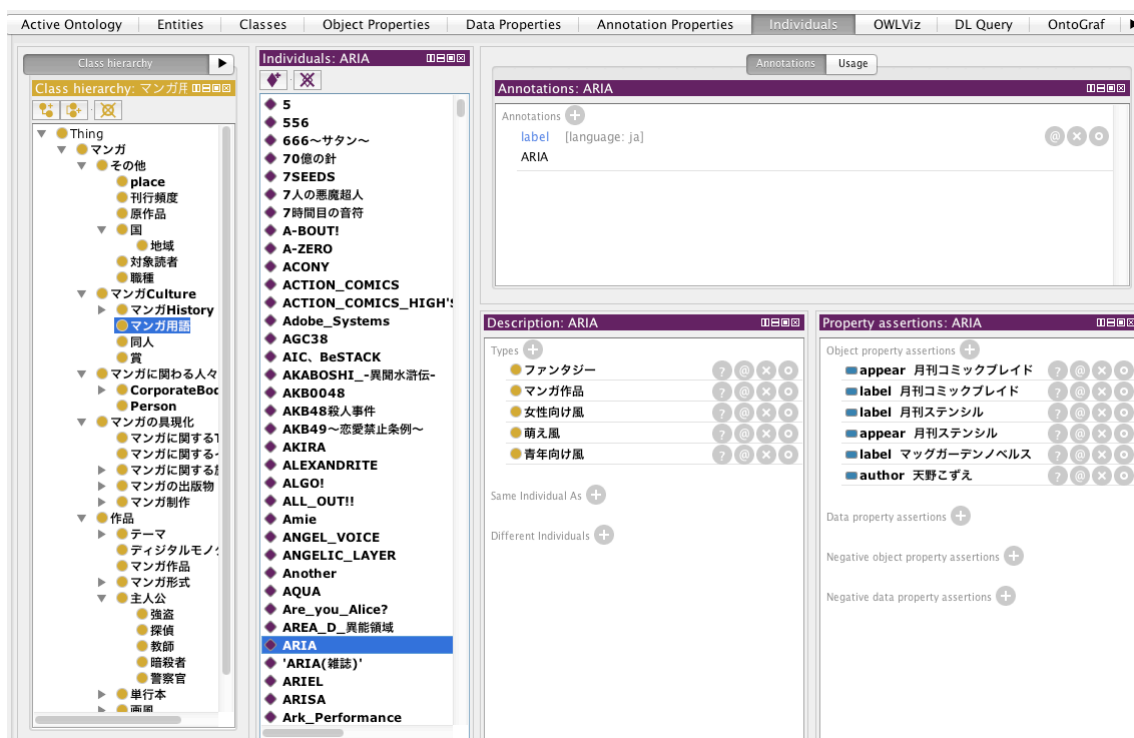 Active Ontology Entities Classes Object Properties Data Properties Annotation Properties Individuals OWLViz DL Query OntoGraf
Class hierarchy
Class hierarchy: マンガ用
Thing
マンガ
その他
place
刊行頻度
原作品
国
地域
対象読者
職種
マンガCulture
マンガHistory
マンガ用語
同人
賞
マンガに関わる人々
CorporateBod
Person
マンガの具現化
マンガに関する
マンガに関する
マンガに関する
マンガの出版物
マンガ制作
作品
テーマ
ディジタルモノク
マンガ作品
マンガ形式
主人公
強盗
探偵
教師
暗殺者
警察官
単行本
画風
Individuals: ARIA
5
556
666～サタン～
70億の針
7SEEDS
7人の悪魔超人
7時間目の音符
A-BOUT!
A-ZERO
ACONY
ACTION_COMICS
ACTION_COMICS_HIGH'S
Adobe_Systems
AGC38
AIC、BeSTACK
AKABOSHI_-異聞水滸伝-
AKB0048
AKB48殺人事件
AKB49～恋愛禁止条例～
AKIRA
ALEXANDRITE
ALGO!
ALL_OUT!!
Amie
ANGEL_VOICE
ANGELIC_LAYER
Another
AQUA
Are_you_Alice?
AREA_D_異能領域
ARIA
'ARIA(雑誌)'
ARIEL
ARISA
Ark_Performance
Annotations Usage
Annotations: ARIA
Annotations
label [language: ja]
ARIA
Description: ARIA
Types
ファンタジー
マンガ作品
女性向け風
萌え風
青年向け風
Same Individual As
Different Individuals
Property assertions: ARIA
Object property assertions
appear 月刊コミックブレイド
label 月刊コミックブレイド
label 月刊ステンシル
appear 月刊ステンシル
label マッグガーデンノベルス
author 天野こずえ
Data property assertions
Negative object property assertions
Negative data property assertions